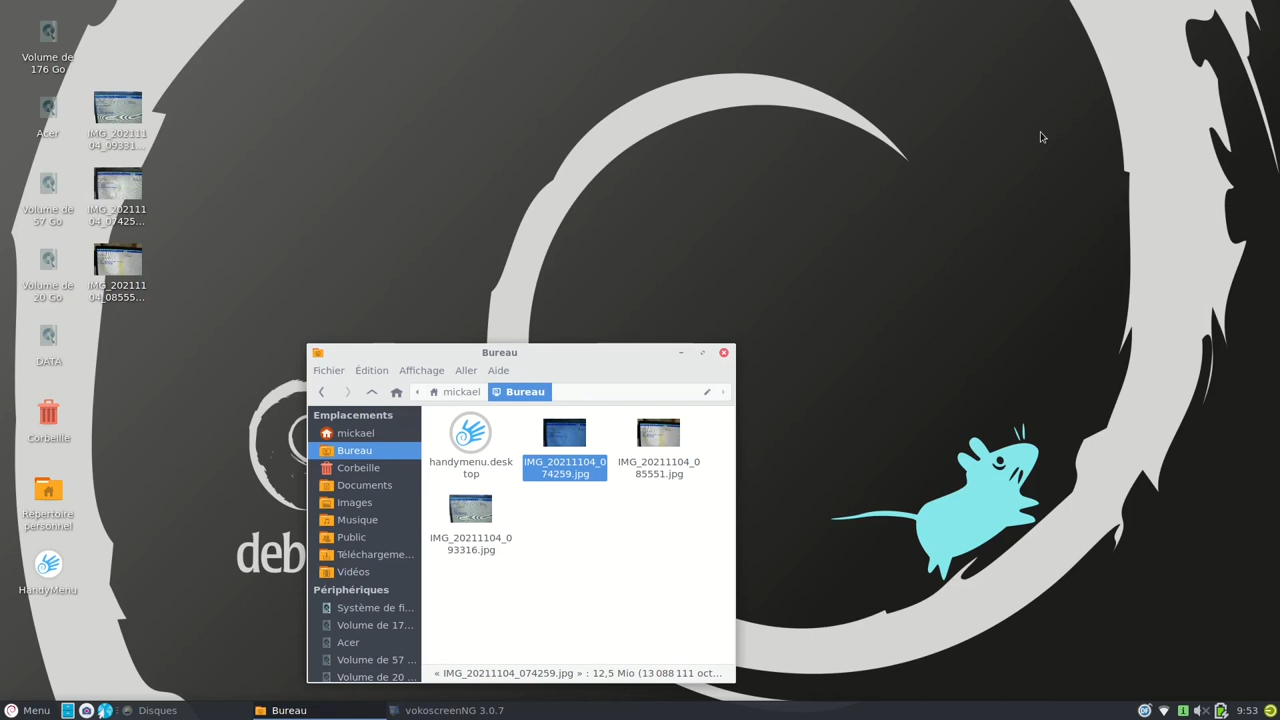 Volume de
176 Go
Acer
IMG_202111
04_09331...
Volume de
57 Go
IMG_202111
04_07425...
Volume de
20 Go
IMG_202111
04_08555...
DATA
Corbeille
Répertoire
personnel
HandyMenu
deb
Bureau
Fichier Édition Affichage Aller Aide
mickael Bureau
Emplacements
mickael
Bureau
Corbeille
Documents
Images
Musique
Public
Téléchargeme...
Vidéos
Périphériques
Système de fi...
Volume de 17...
Acer
Volume de 57 ...
Volume de 20 ...
handymenu.desk
top
IMG_20211104_0
74259.jpg
IMG_20211104_0
85551.jpg
IMG_20211104_0
93316.jpg
« IMG_20211104_074259.jpg » : 12,5 Mio (13 088 111 oct...
Menu Disques Bureau vokoscreenNG 3.0.7 9:53